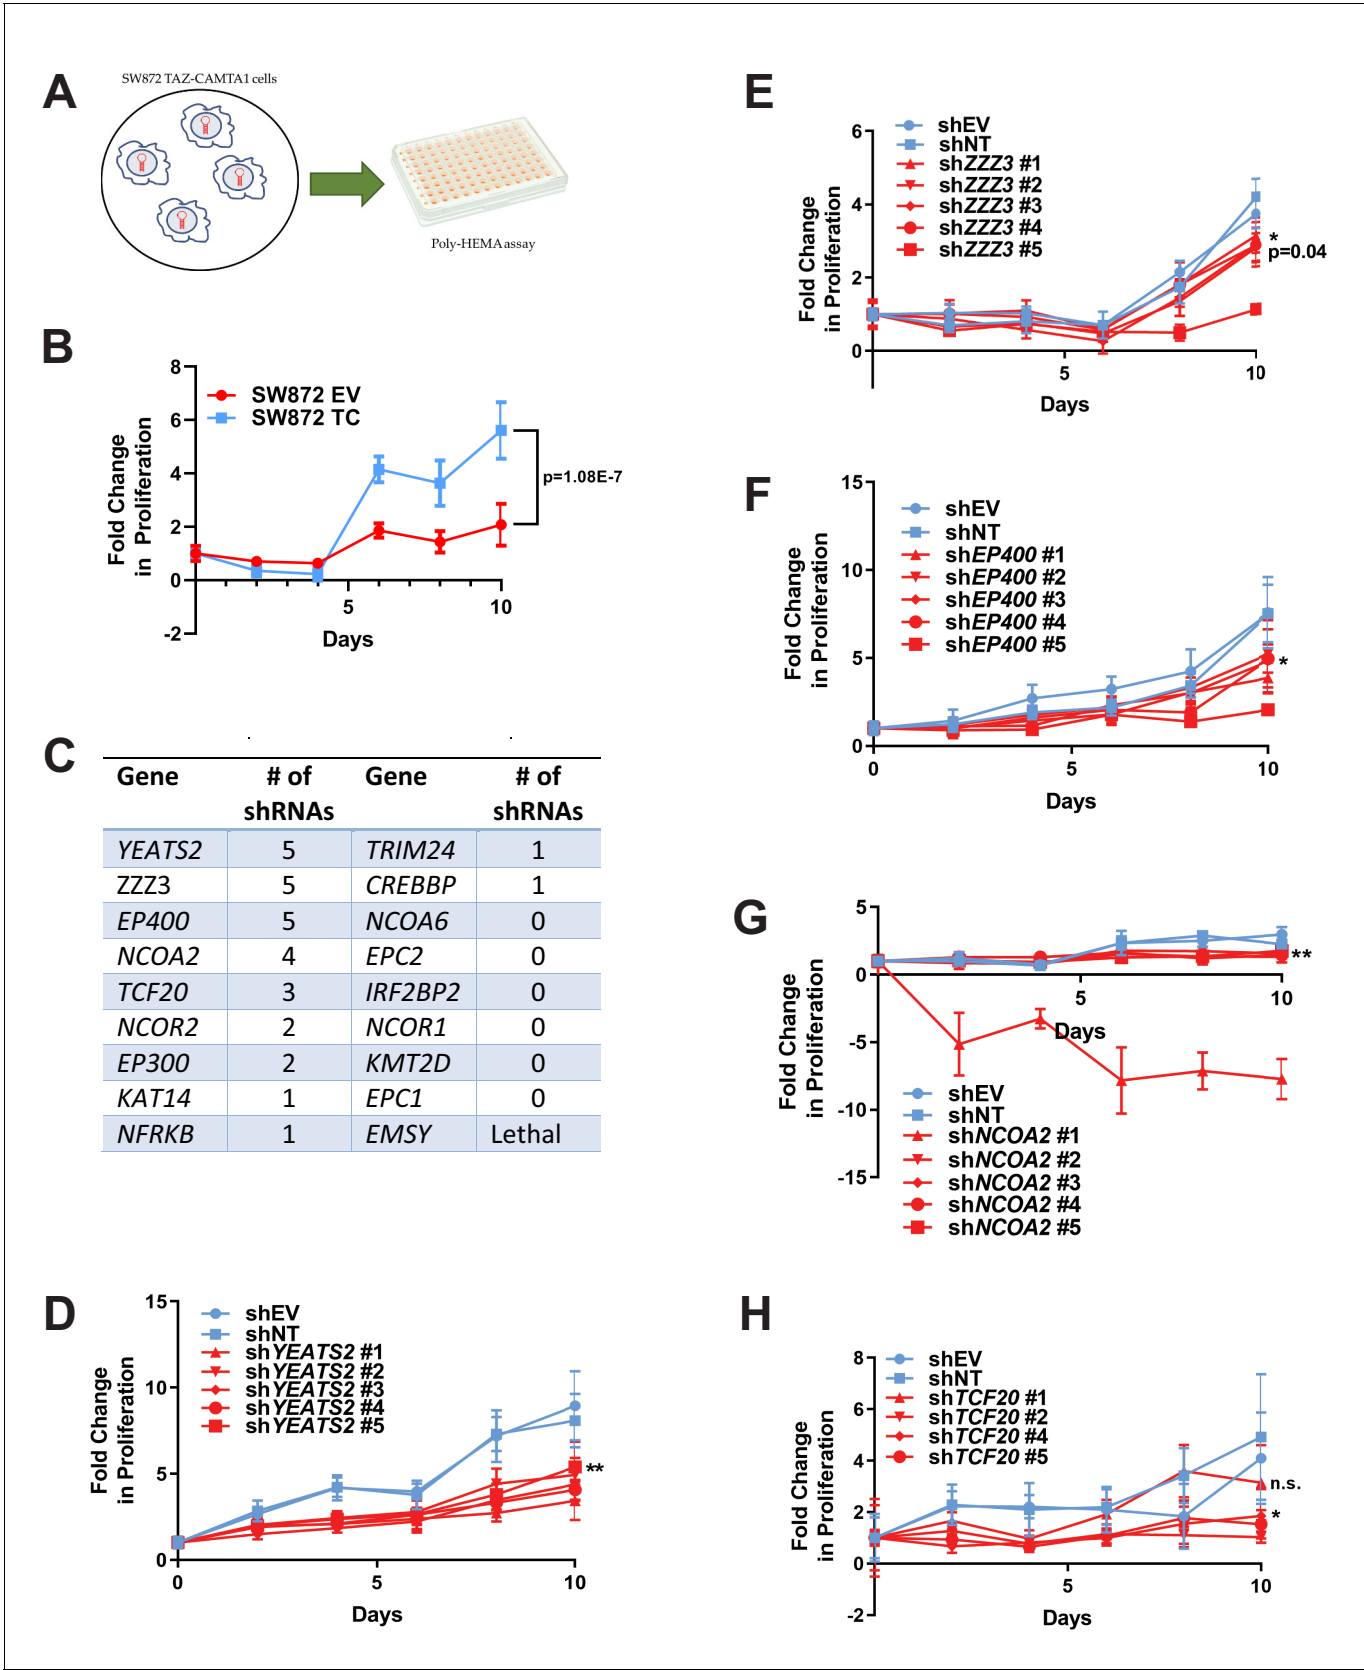 A
SW872 TAZ-CAMTA1 cells
Poly-HEMA assay
B
Fold Change
in Proliferation
8
6
4
2
0
-2
SW872 EV
SW872 TC
p=1.08E-7
5
10
Days
C
Gene # of shRNAs Gene # of shRNAs
YEATS2 5 TRIM24 1
ZZZ3 5 CREBBP 1
EP400 5 NCOA6 0
NCOA2 4 EPC2 0
TCF20 3 IRF2BP2 0
NCOR2 2 NCOR1 0
EP300 2 KMT2D 0
KAT14 1 EPC1 0
NFRKB 1 EMSY Lethal
D
Fold Change
in Proliferation
15
10
5
0
shEV
shNT
shYEATS2 #1
shYEATS2 #2
shYEATS2 #3
shYEATS2 #4
shYEATS2 #5
**
0
5
10
Days
E
Fold Change
in Proliferation
6
4
2
0
shEV
shNT
shZZZ3 #1
shZZZ3 #2
shZZZ3 #3
shZZZ3 #4
shZZZ3 #5
*
p=0.04
5
10
Days
F
Fold Change
in Proliferation
15
10
5
0
shEV
shNT
shEP400 #1
shEP400 #2
shEP400 #3
shEP400 #4
shEP400 #5
*
0
5
10
Days
G
Fold Change
in Proliferation
5
0
-5
-10
-15
**
5
10
Days
shEV
shNT
shNCOA2 #1
shNCOA2 #2
shNCOA2 #3
shNCOA2 #4
shNCOA2 #5
H
Fold Change
in Proliferation
8
6
4
2
0
-2
shEV
shNT
shTCF20 #1
shTCF20 #2
shTCF20 #4
shTCF20 #5
n.s.
*
5
10
Days